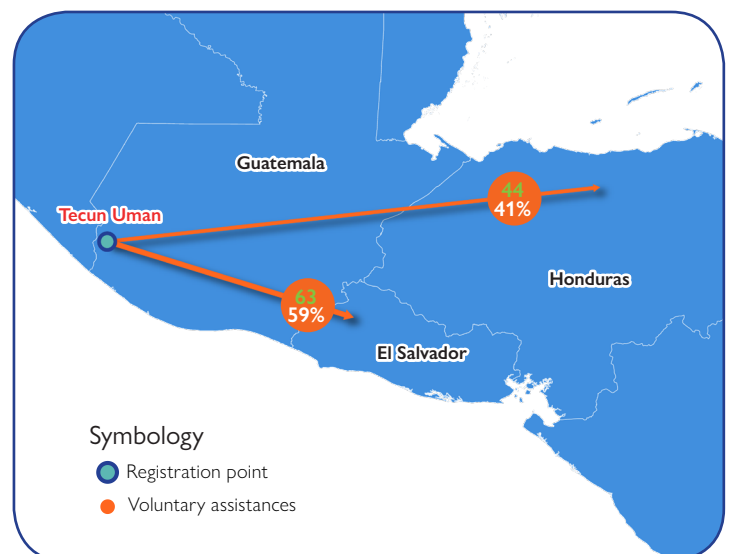 Guatemala
44
41%
Tecun Uman
Honduras
63
59%
El Salvador
Symbology
Registration point
Voluntary assistances